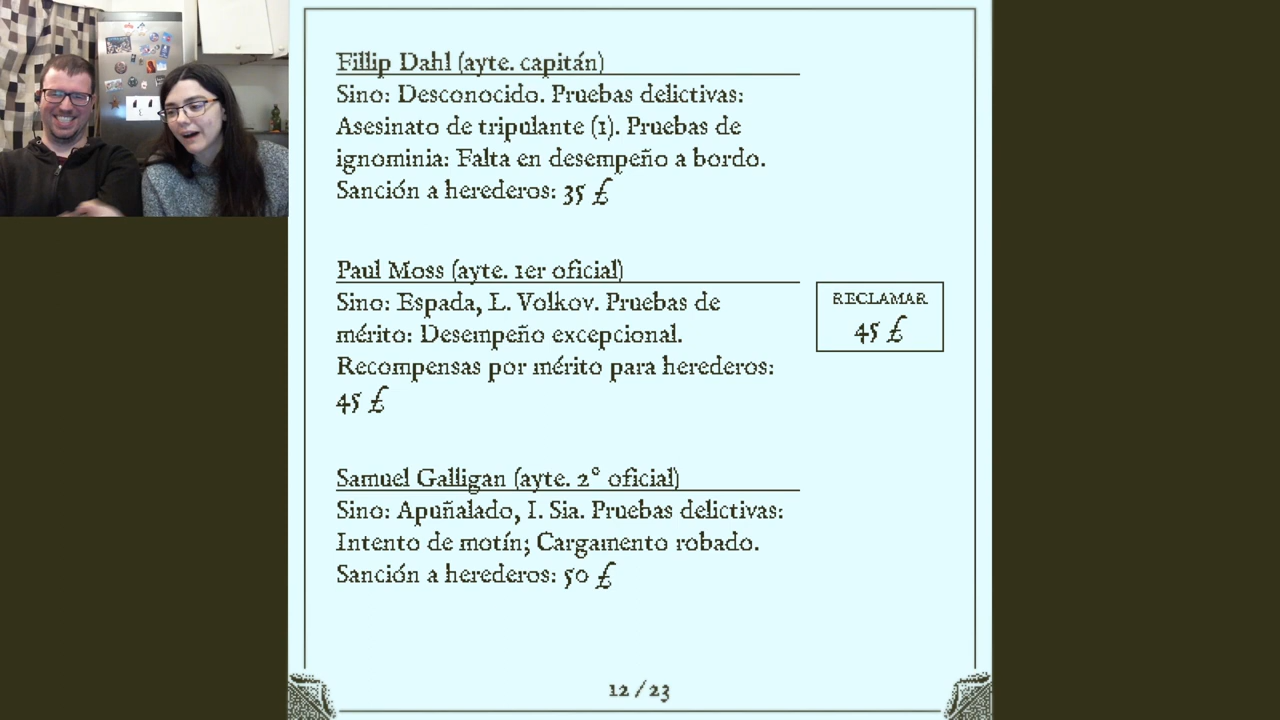 Fillip Dahl (ayte. capitán)
Sino: Desconocido. Pruebas delictivas:
Asesinato de tripulante (1). Pruebas de
ignominia: Falta en desempeño a bordo.
Sanción a herederos: 35 £
Paul Moss (ayte. 1er oficial)
Sino: Espada, L. Volkov. Pruebas de
mérito: Desempeño excepcional.
Recompensas por mérito para herederos:
45 £
RECLAMAR
45 £
Samuel Galligan (ayte. 2° oficial)
Sino: Apuñalado, I. Sia. Pruebas delictivas:
Intento de motín; Cargamento robado.
Sanción a herederos: 50 £
12 / 23